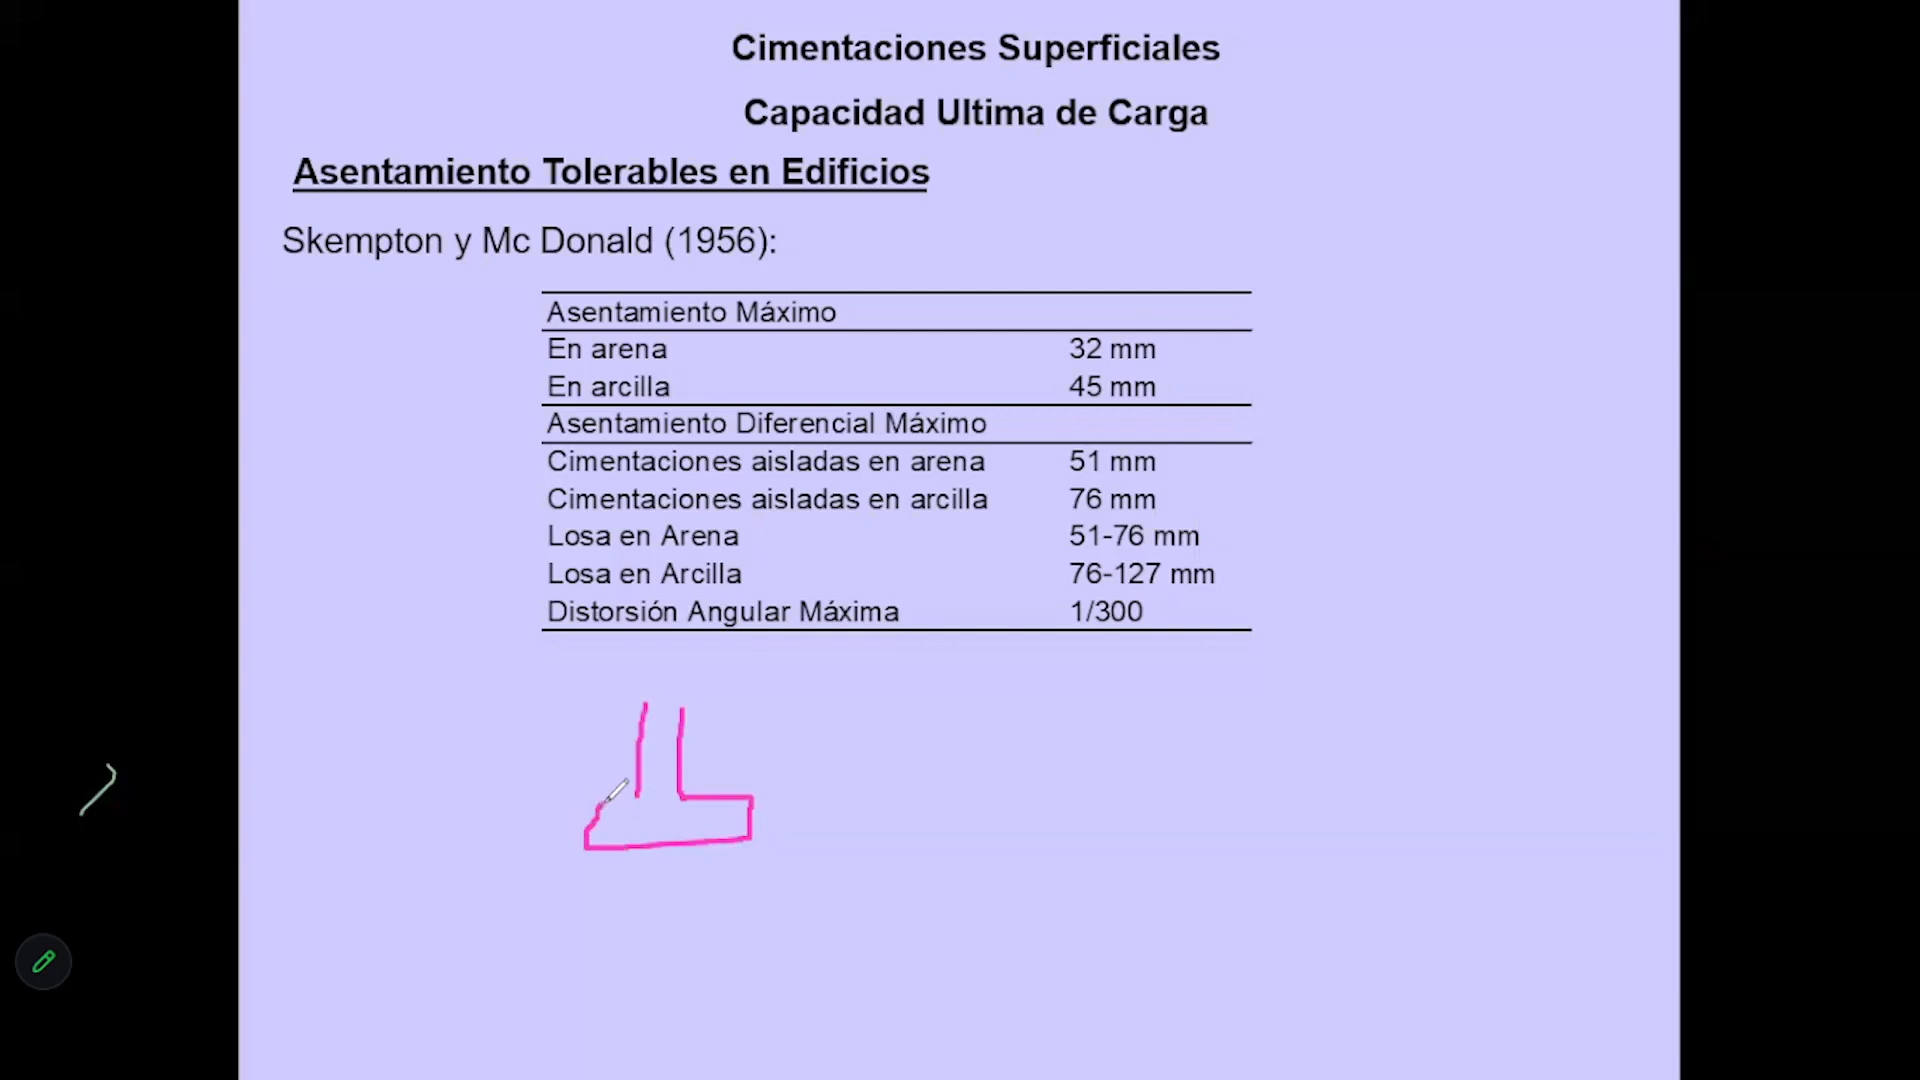 Cimentaciones Superficiales
Capacidad Ultima de Carga
Asentamiento Tolerables en Edificios
Skempton y Mc Donald (1956):
Asentamiento Máximo
En arena 32 mm
En arcilla 45 mm
Asentamiento Diferencial Máximo
Cimentaciones aisladas en arena 51 mm
Cimentaciones aisladas en arcilla 76 mm
Losa en Arena 51-76 mm
Losa en Arcilla 76-127 mm
Distorsión Angular Máxima 1/300